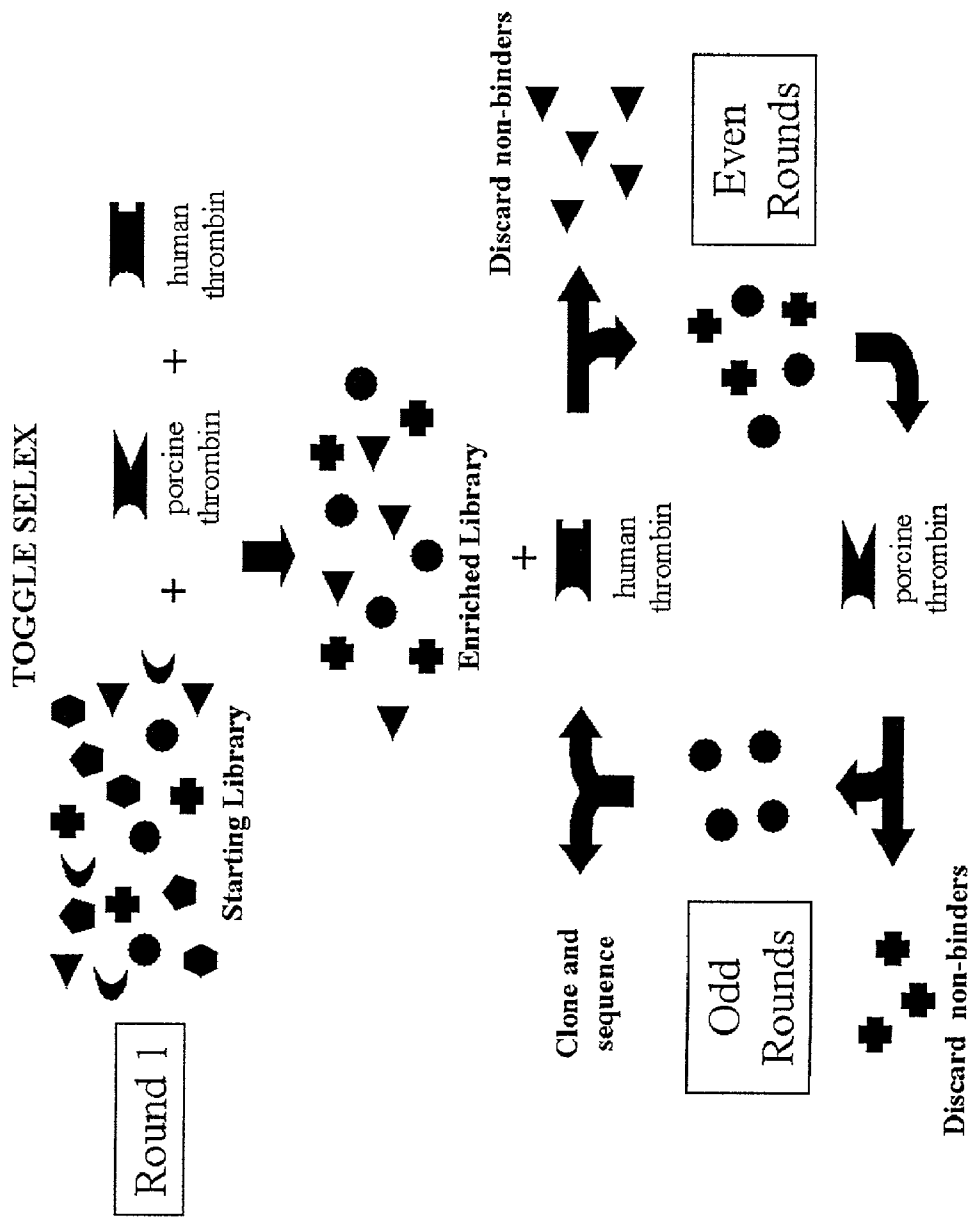 TOGGLE SELEX
Round 1
Starting Library
+
porcine
thrombin
+
human
thrombin
Enriched Library
+
human
thrombin
Discard non-binders
Even
Rounds
porcine
thrombin
Discard non-binders
Odd
Rounds
Clone and
sequence